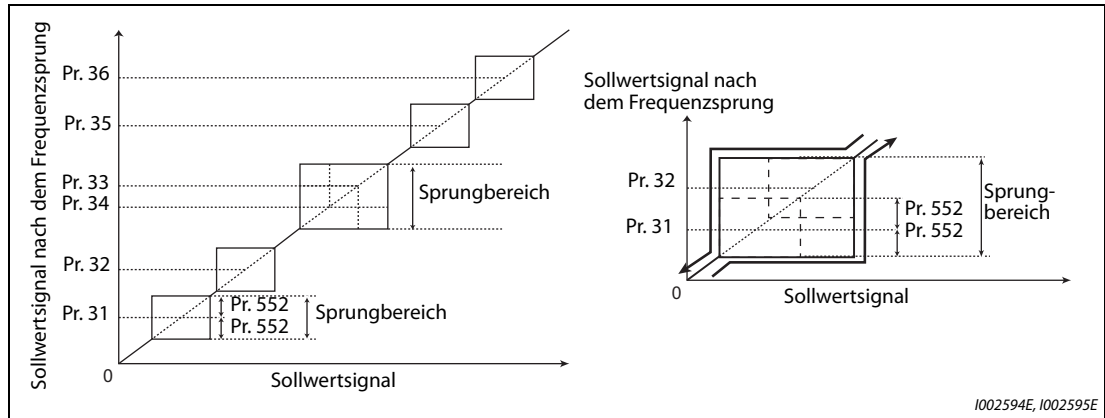 Sollwertsignal nach dem Frequenzsprung
Pr. 36
Pr. 35
Pr. 33
Pr. 34
Pr. 32
Pr. 31
Sprungbereich
Pr. 552
Pr. 552
Sprungbereich
0
Sollwertsignal
Sollwertsignal nach
dem Frequenzsprung
Pr. 32
Pr. 31
Pr. 552
Pr. 552
Sprung-
bereich
0
Sollwertsignal
I002594E, I002595E